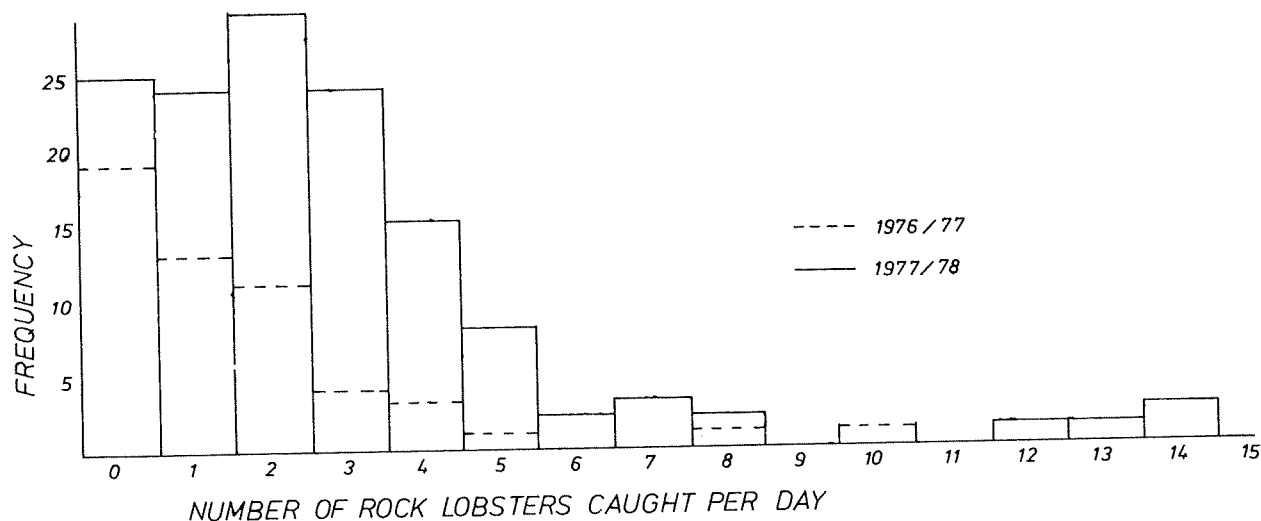 FREQUENCY
25
20
15
10
5
1976/77
1977/78
0 1 2 3 4 5 6 7 8 9 10 11 12 13 14 15
NUMBER OF ROCK LOBSTERS CAUGHT PER DAY